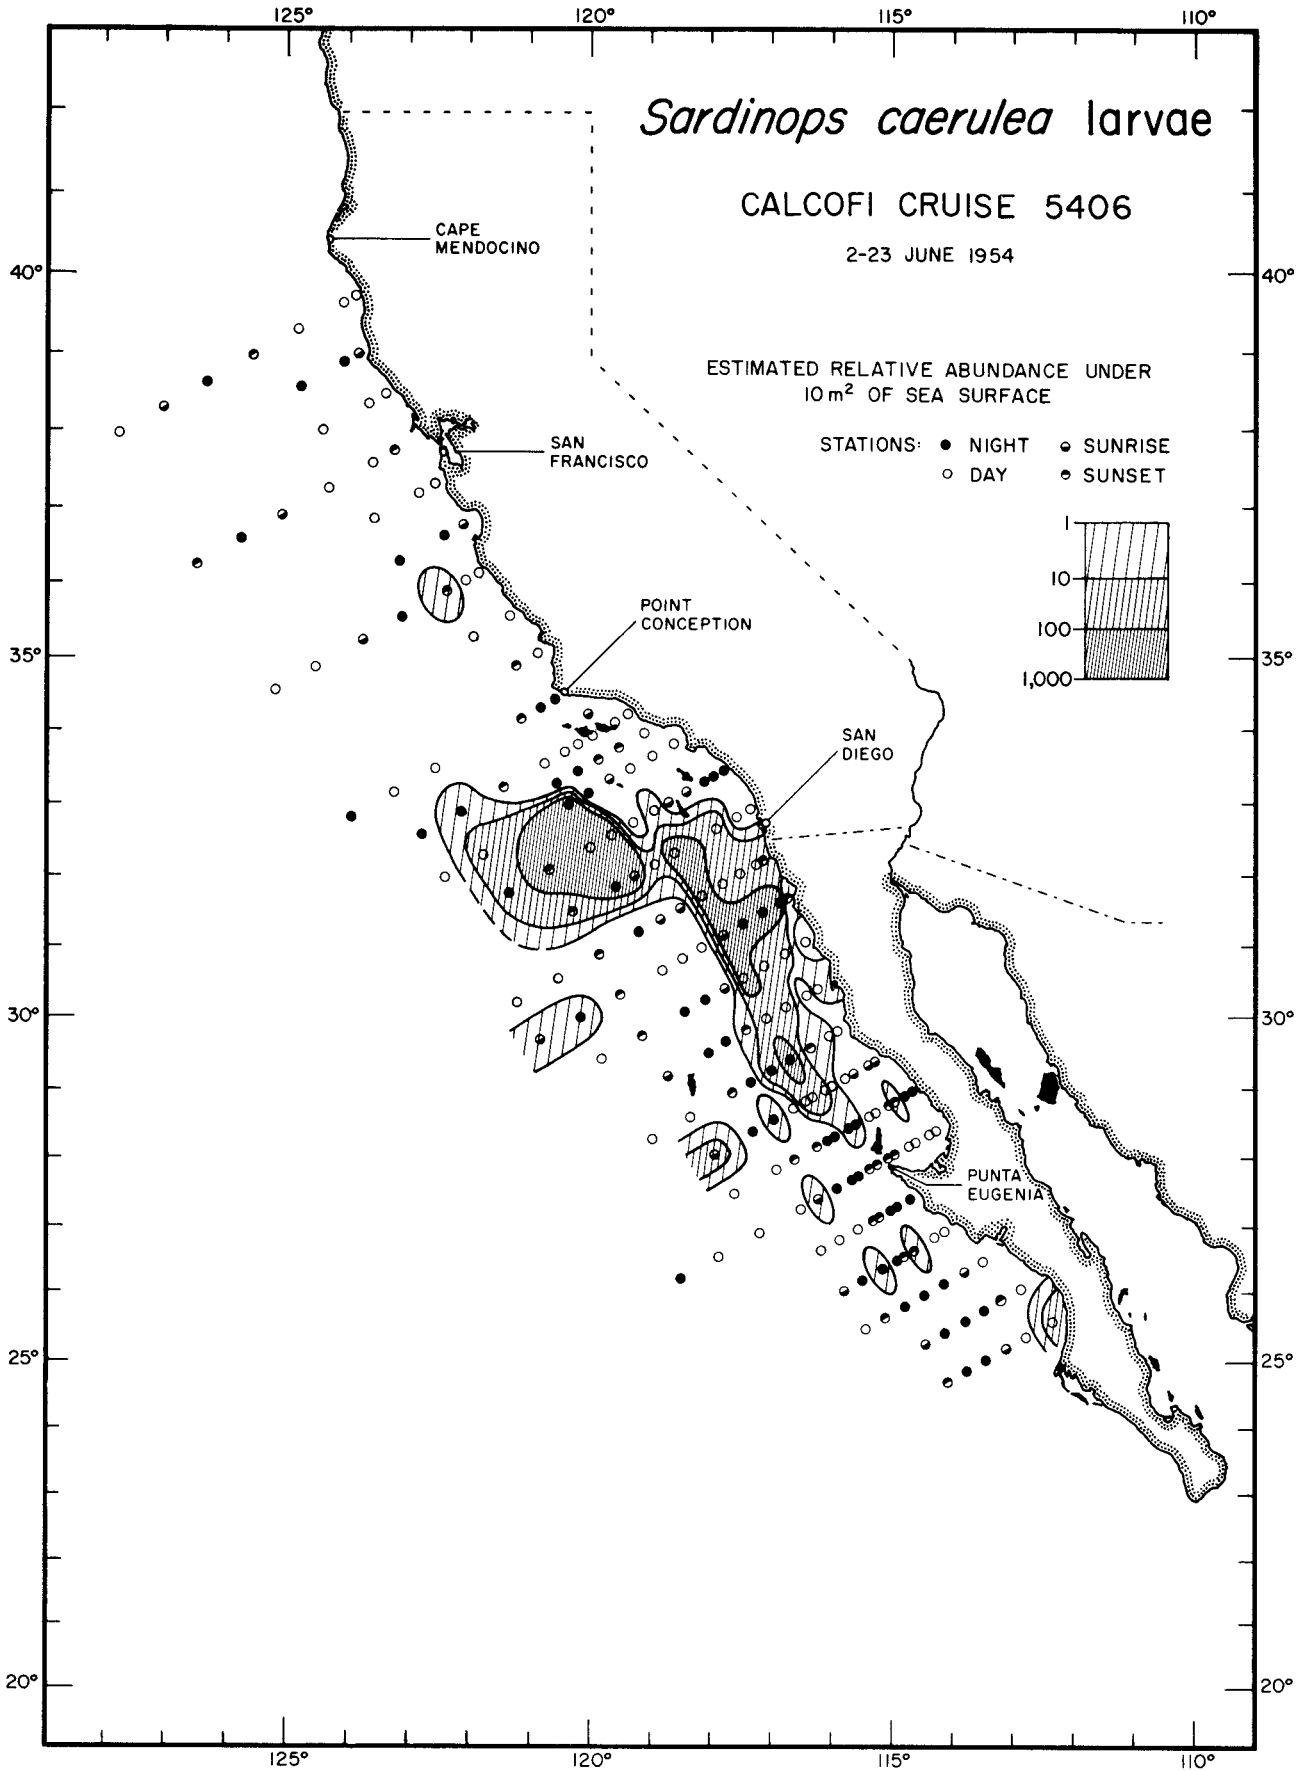 125° 120° 115° 110°
Sardinops caerulea larvae
CALCOFI CRUISE 5406
2-23 JUNE 1954
CAPE
MENDOCINO
40° 40°
ESTIMATED RELATIVE ABUNDANCE UNDER
10 m² OF SEA SURFACE
STATIONS: NIGHT SUNRISE
DAY SUNSET
SAN
FRANCISCO
1
10
100
1,000
POINT
CONCEPTION
35° 35°
SAN
DIEGO
30° 30°
PUNTA
EUGENIA
25° 25°
20° 20°
125° 120° 115° 110°